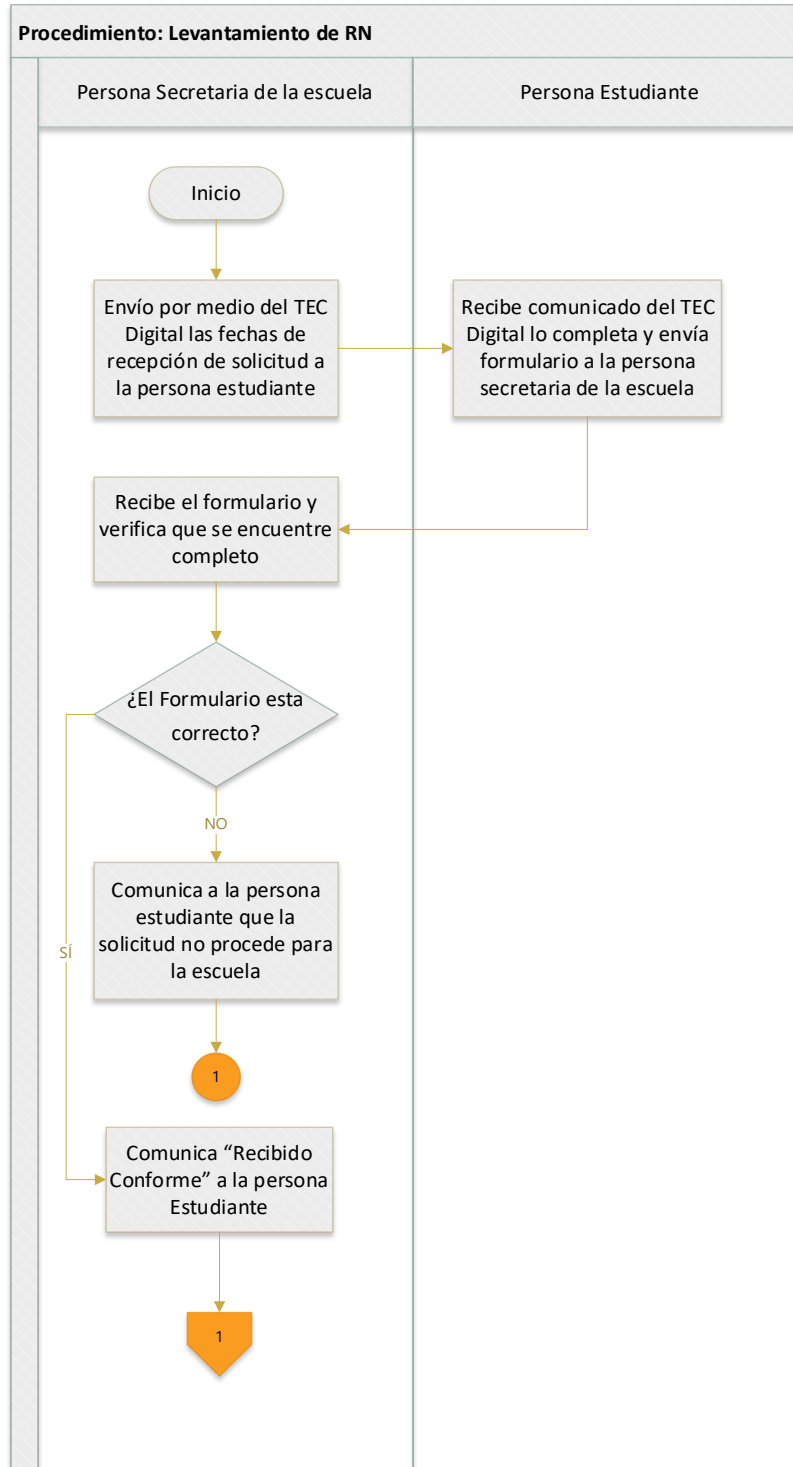 Procedimiento: Levantamiento de RN
Persona Secretaria de la escuela
Persona Estudiante
Inicio
Envío por medio del TEC
Digital las fechas de
recepción de solicitud a
la persona estudiante
Recibe comunicado del TEC
Digital lo completa y envía
formulario a la persona
secretaria de la escuela
Recibe el formulario y
verifica que se encuentre
completo
¿El Formulario esta
correcto?
NO
Comunica a la persona
estudiante que la
solicitud no procede para
la escuela
SÍ
1
Comunica “Recibido
Conforme” a la persona
Estudiante
1